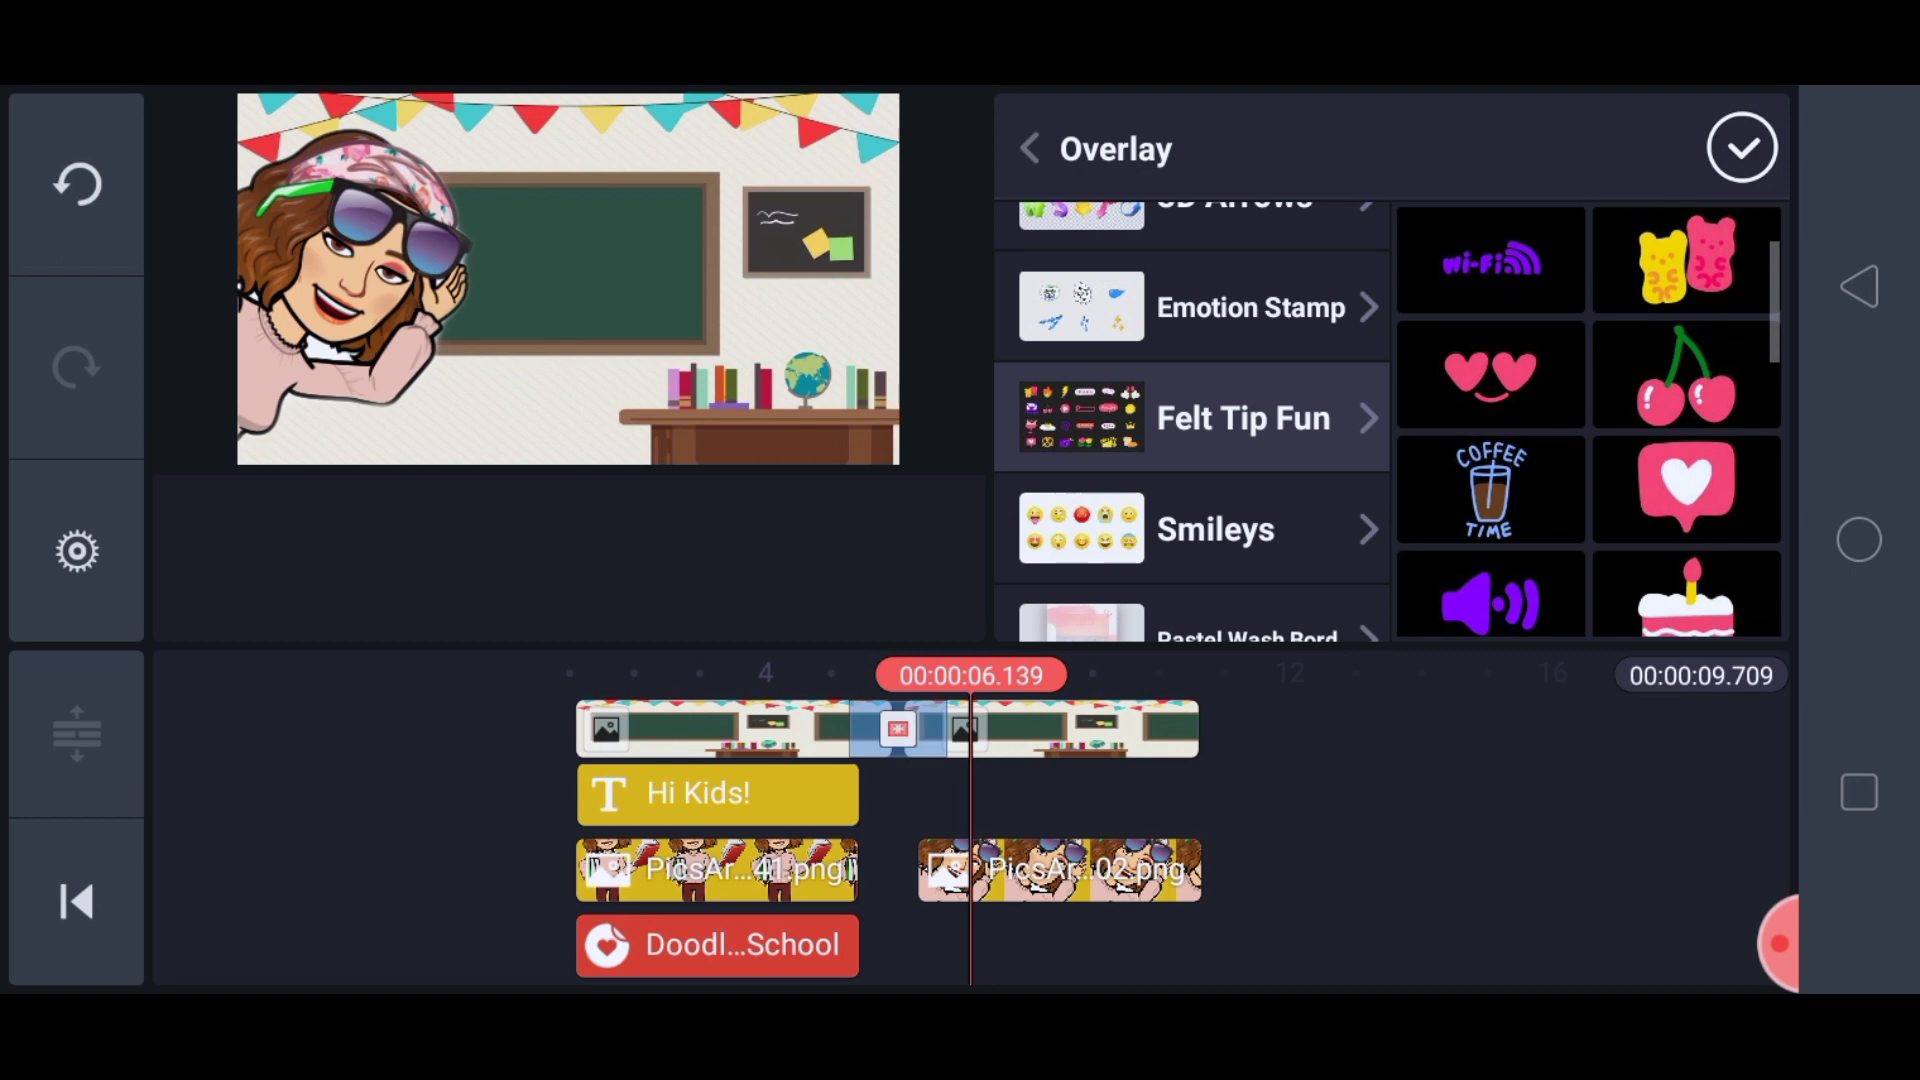 Overlay
3D Arrows
Emotion Stamp
Felt Tip Fun
Smileys
Pastel Wash Bord
Wi-Fi
COFFEE
TIME
4
00:00:06.139
12
16
00:00:09.709
Hi Kids!
PicsAr...41.png
PicsAr...02.png
Doodl...School